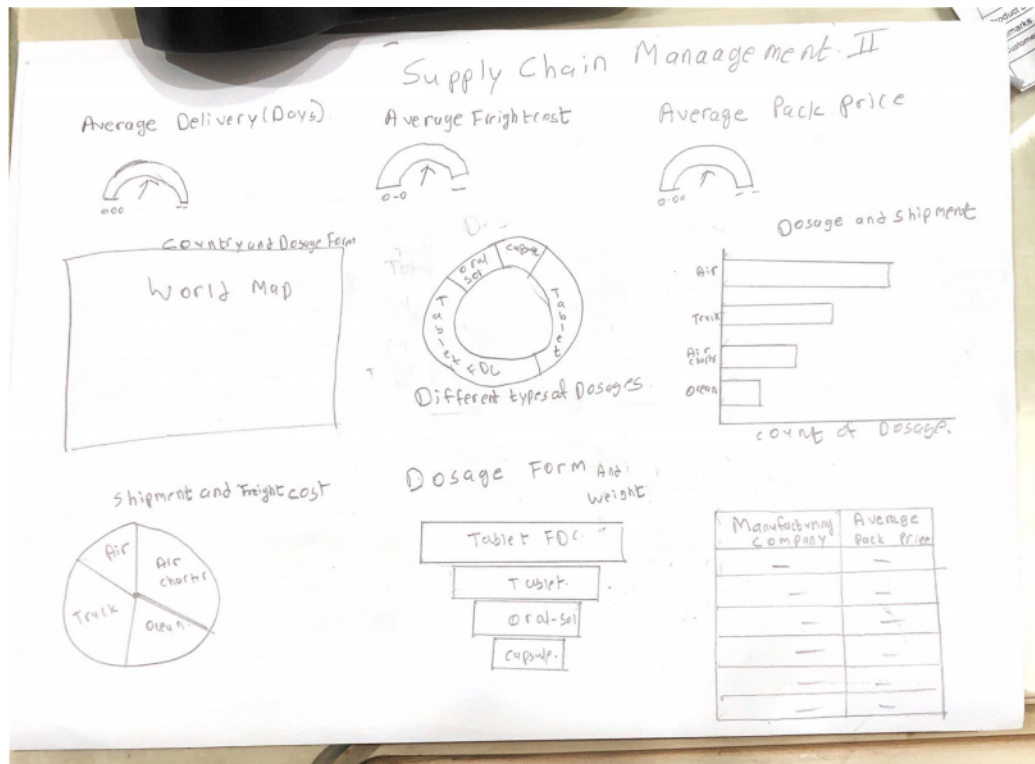 Supply Chain Manaagement II
Average Delivery (Days).
Average Freightcost
Average Pack Price
0.00
--
0-0
--
0.00
--
Country and Dosage Form
World Map
oral
sol
capsule
Tablet
Tablet FDC
Different types of Dosages.
Dosage and Shipment
Air
Truck
Air
charter
Ocean
count of Dosage.
Shipment and Freight cost
Air
Air
charter
Truck
Ocean.
Dosage Form And
weight
Tablet FDC.
Tablet.
Oral-sol
capsule.
Manufacturing
Company
Average
Pack Price